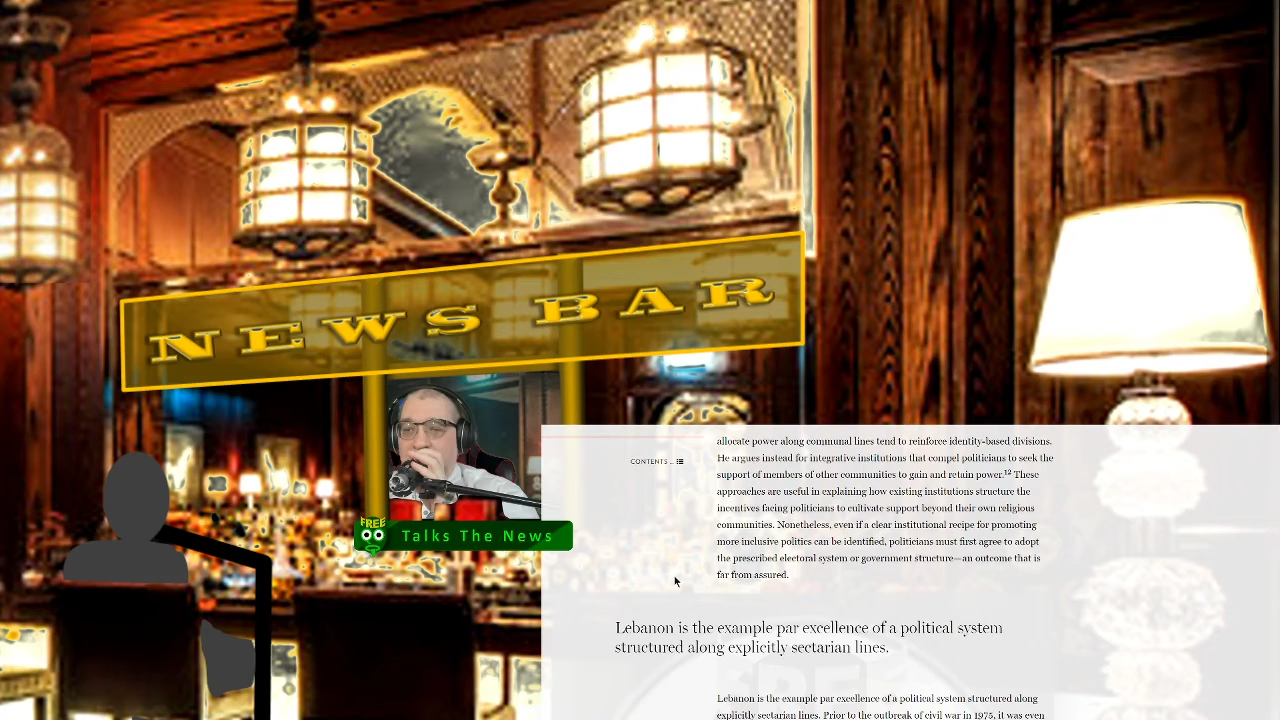 NEWS BAR
FREE
Talks The News
CONTENTS ..
allocate power along communal lines tend to reinforce identity-based divisions.
He argues instead for integrative institutions that compel politicians to seek the
support of members of other communities to gain and retain power.12 These
approaches are useful in explaining how existing institutions structure the
incentives facing politicians to cultivate support beyond their own religious
communities. Nevertheless, even if a clear institutional recipe for promoting
more inclusive politics can be identified, politicians must first agree to adopt
the prescribed electoral system or government structure—an outcome that is
far from assured.
Lebanon is the example par excellence of a political system
structured along explicitly sectarian lines.
Lebanon is the example par excellence of a political system structured along
explicitly sectarian lines. Prior to the outbreak of civil war in 1975, it was even